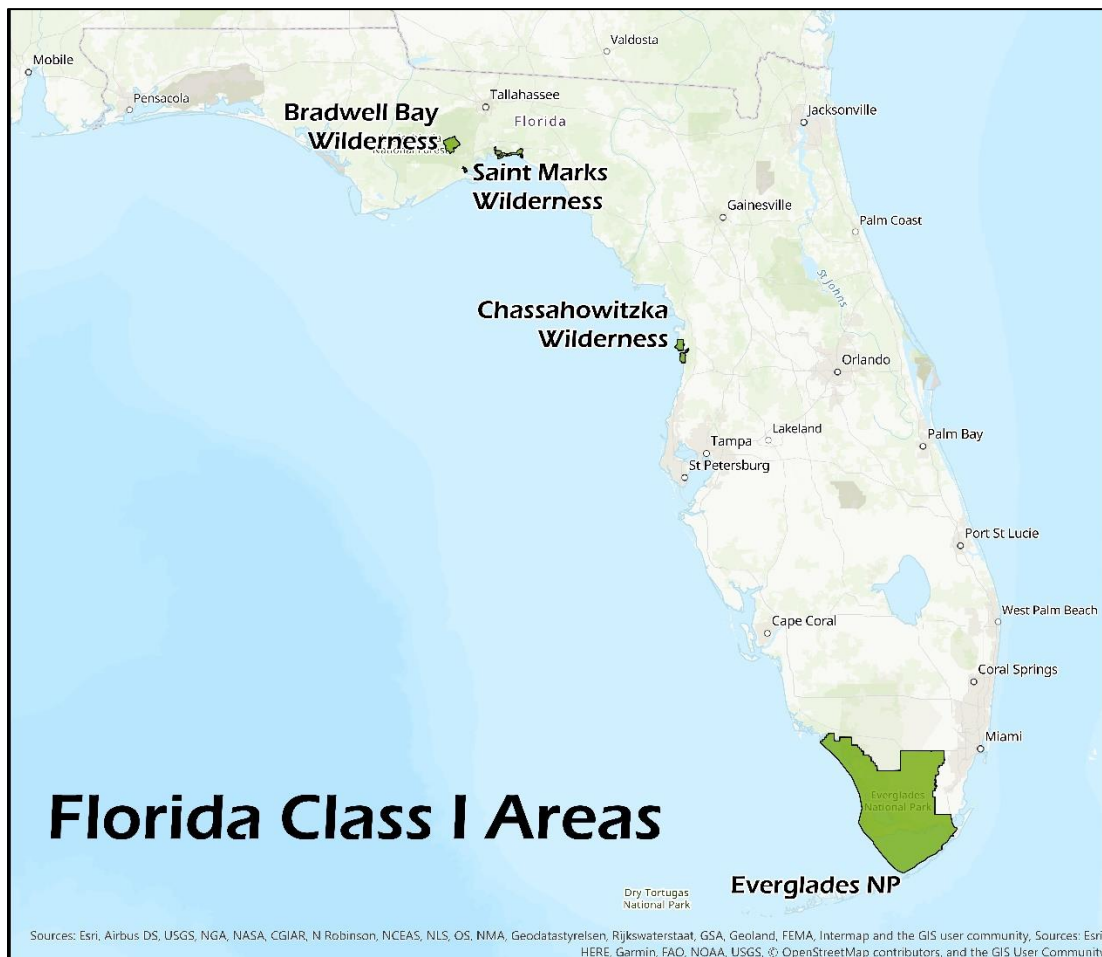 Valdosta
Mobile
Pensacola
Tallahassee
Florida
Jacksonville
Bradwell Bay
Wilderness
National Forest
Saint Marks
Wilderness
Gainesville
Palm Coast
St Johns
Chassahowitzka
Wilderness
Orlando
Lakeland
Tampa
St Petersburg
Palm Bay
Port St Lucie
West Palm Beach
Cape Coral
Coral Springs
Miami
Florida Class I Areas
Everglades
National Park
Everglades NP
Dry Tortugas
National Park
Sources: Esri, Airbus DS, USGS, NGA, NASA, CGIAR, N Robinson, NCEAS, NLS, OS, NMA, Geodatastyrelsen, Rijkswaterstaat, GSA, Geoland, FEMA, Intermap and the GIS user community, Sources: Esri
HERE, Garmin, FAO, NOAA, USGS, © OpenStreetMap contributors, and the GIS User Community